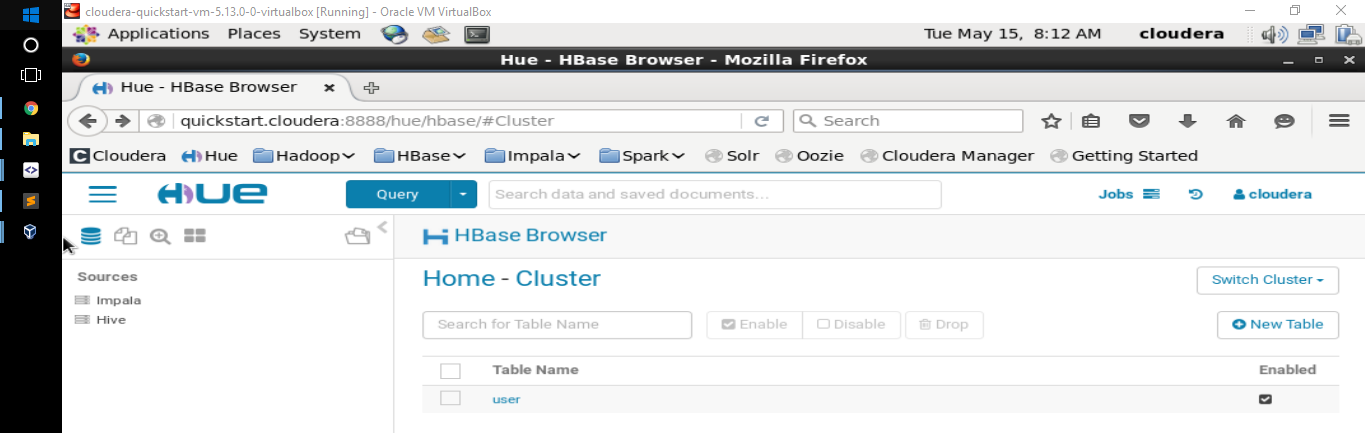 cloudera-quickstart-vm-5.13.0-0-virtualbox [Running] - Oracle VM VirtualBox
Applications Places System Tue May 15, 8:12 AM cloudera
Hue - HBase Browser - Mozilla Firefox
Hue - HBase Browser
quickstart.cloudera:8888/hue/hbase/#Cluster Search
Cloudera Hue Hadoop HBase Impala Spark Solr Oozie Cloudera Manager Getting Started
HUE Query Search data and saved documents... Jobs cloudera
HBase Browser
Sources
Home - Cluster Switch Cluster
Impala
Hive
Search for Table Name Enable Disable Drop New Table
Table Name Enabled
user